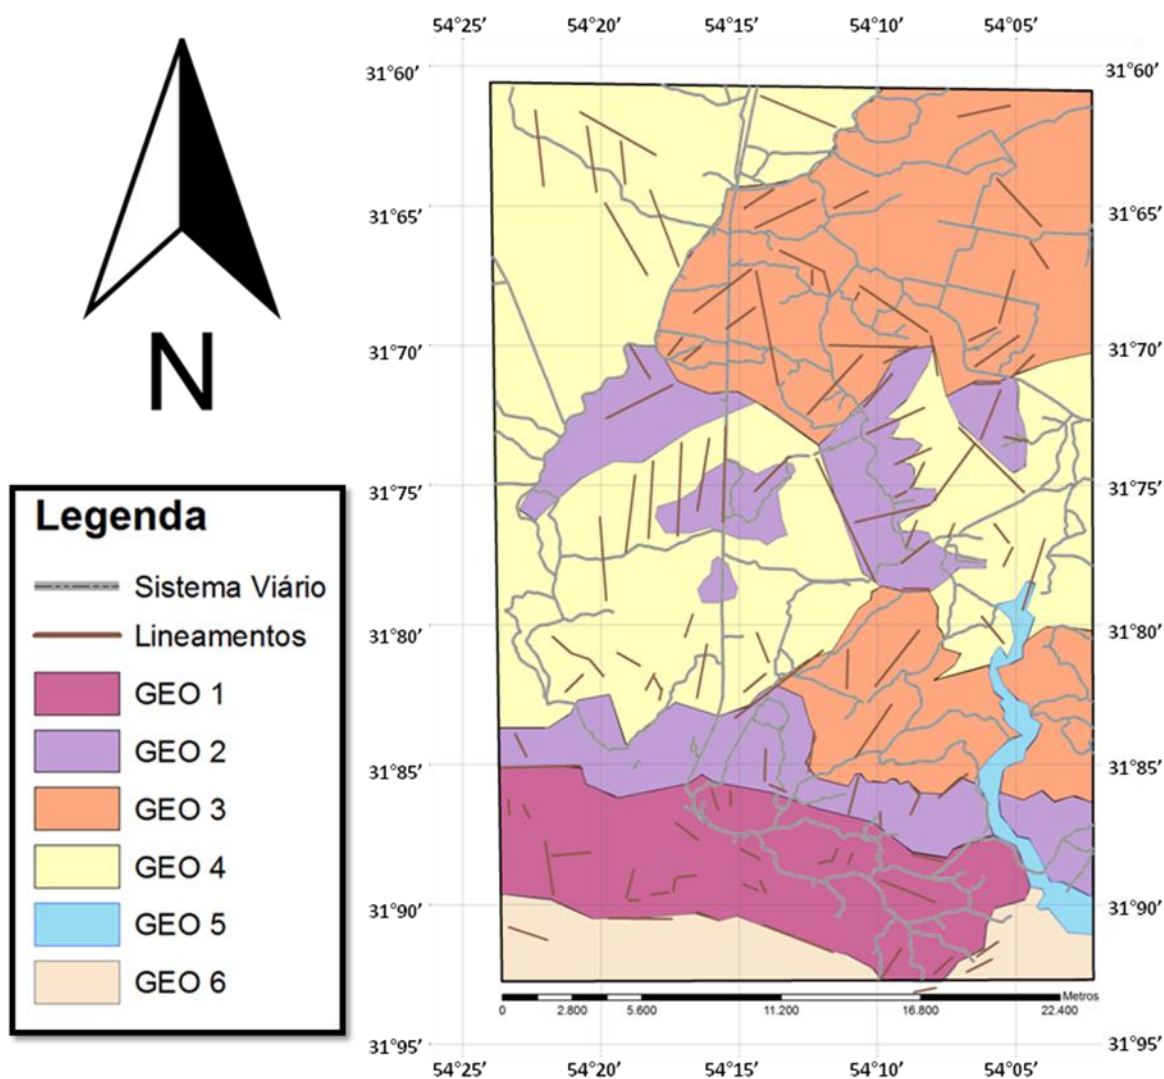 54°25′ 54°20′ 54°15′ 54°10′ 54°05′
31°60′ 31°60′
31°65′ 31°65′
N
31°70′ 31°70′
31°75′ 31°75′
31°80′ 31°80′
31°85′ 31°85′
31°90′ 31°90′
31°95′ 31°95′
Legenda
Sistema Viário
Lineamentos
GEO 1
GEO 2
GEO 3
GEO 4
GEO 5
GEO 6
Metros
0 2.800 5.600 11.200 16.800 22.400
54°25′ 54°20′ 54°15′ 54°10′ 54°05′